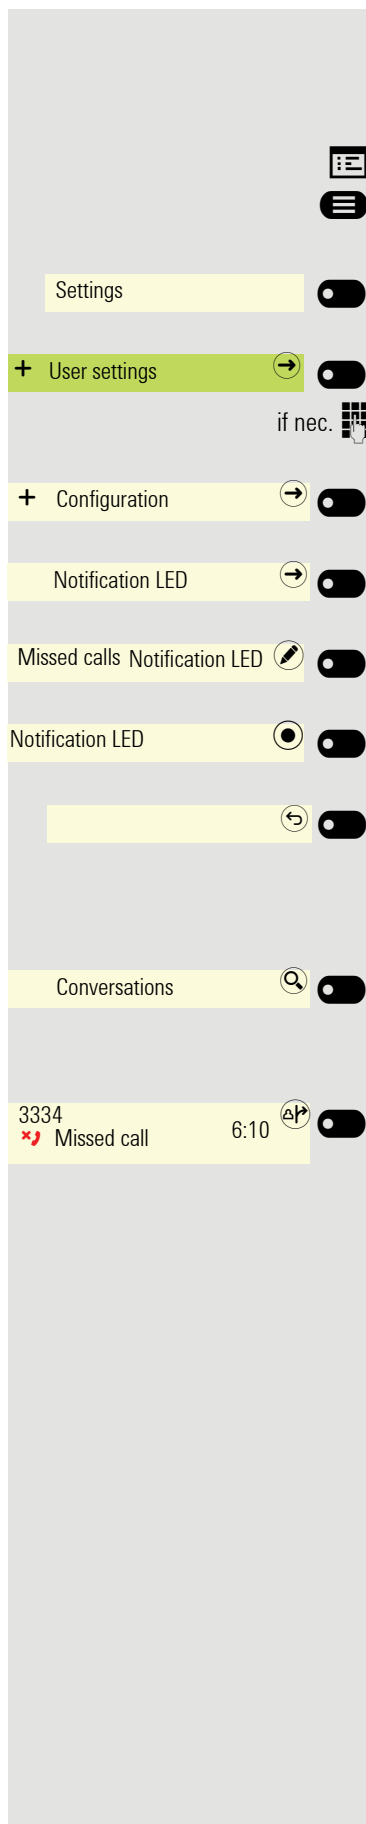 Settings
+ User settings
if nec.
+ Configuration
Notification LED
Missed calls Notification LED
Notification LED
Conversations
3334
Missed call 6:10